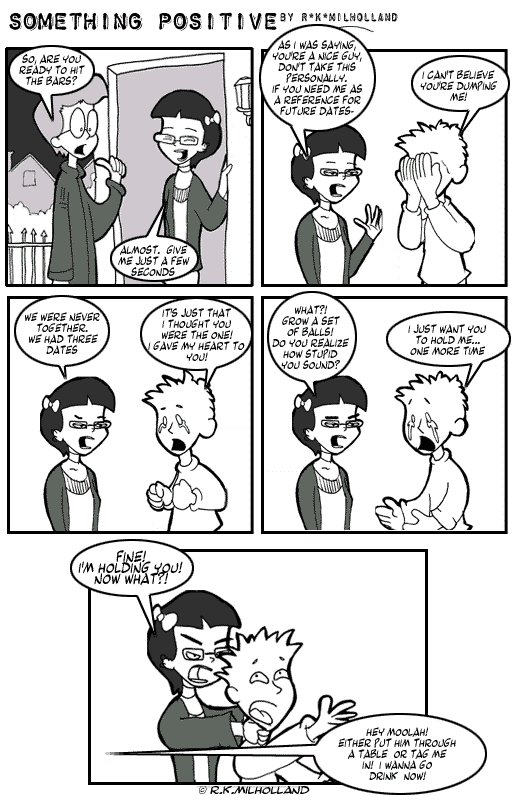 SOMETHING POSITIVE BY R*K*MILHOLLAND
SO, ARE YOU
READY TO HIT
THE BARS?
ALMOST. GIVE
ME JUST A FEW
SECONDS
AS I WAS SAYING,
YOU'RE A NICE GUY,
DON'T TAKE THIS
PERSONALLY.
IF YOU NEED ME AS
A REFERENCE FOR
FUTURE DATES-
I CAN'T BELIEVE
YOU'RE DUMPING
ME!
WE WERE NEVER
TOGETHER.
WE HAD THREE
DATES
IT'S JUST THAT
I THOUGHT YOU
WERE THE ONE!
I GAVE MY HEART TO
YOU!
WHAT?!
GROW A SET
OF BALLS!
DO YOU REALIZE
HOW STUPID
YOU SOUND?
I JUST WANT YOU
TO HOLD ME...
ONE MORE TIME
FINE!
I'M HOLDING YOU!
NOW WHAT?!
HEY MOOLAH!
EITHER PUT HIM THROUGH
A TABLE OR TAG ME
IN! I WANNA GO
DRINK NOW!
© R.K.MILHOLLAND